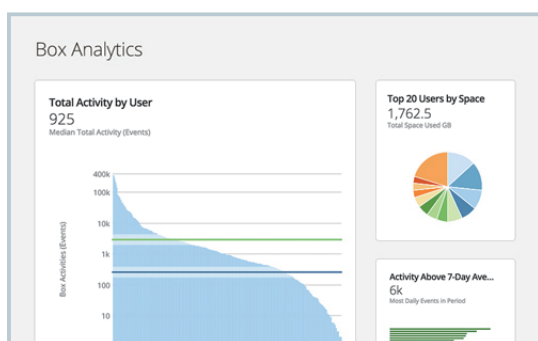 Box Analytics
Total Activity by User
925
Median Total Activity (Events)
400k
100k
10k
1k
100
10
Box Activities (Events)
Top 20 Users by Space
1,762.5
Total Space Used GB
Activity Above 7-Day Ave...
6k
Most Daily Events in Period